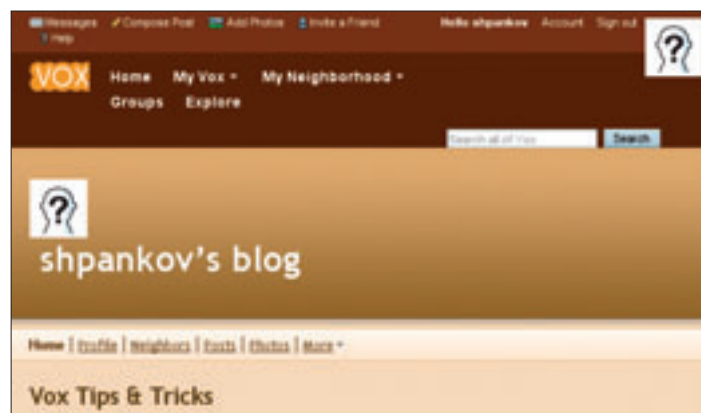 Messages Compose Post Add Photos Invite a Friend Hello shpankov Account Sign out
Help
VOX Home My Vox My Neighborhood
Groups Explore
Search all of Vox Search
shpankov's blog
Home | Profile | Neighbors | Posts | Photos | More
Vox Tips & Tricks